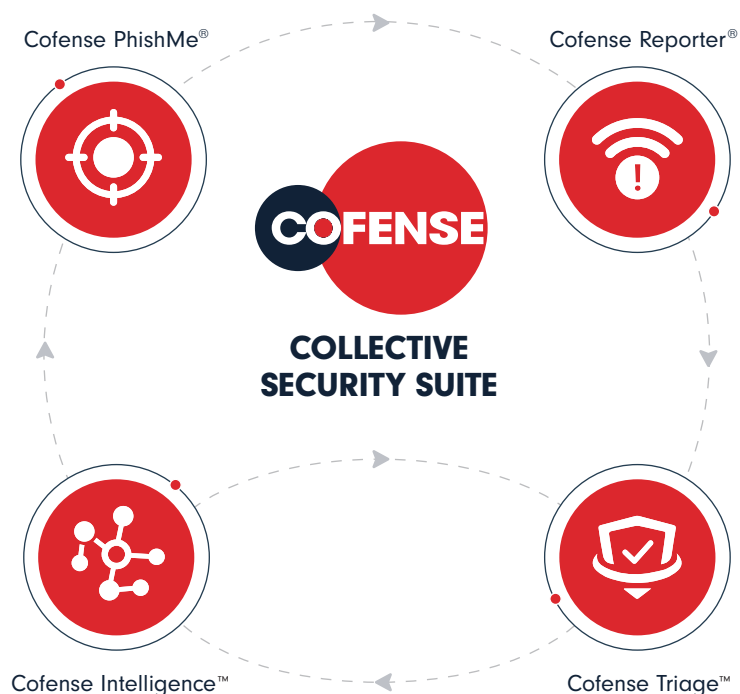 Cofense PhishMe®
Cofense Reporter®
!
COFENSE
COLLECTIVE
SECURITY SUITE
Cofense Intelligence™
Cofense Triage™